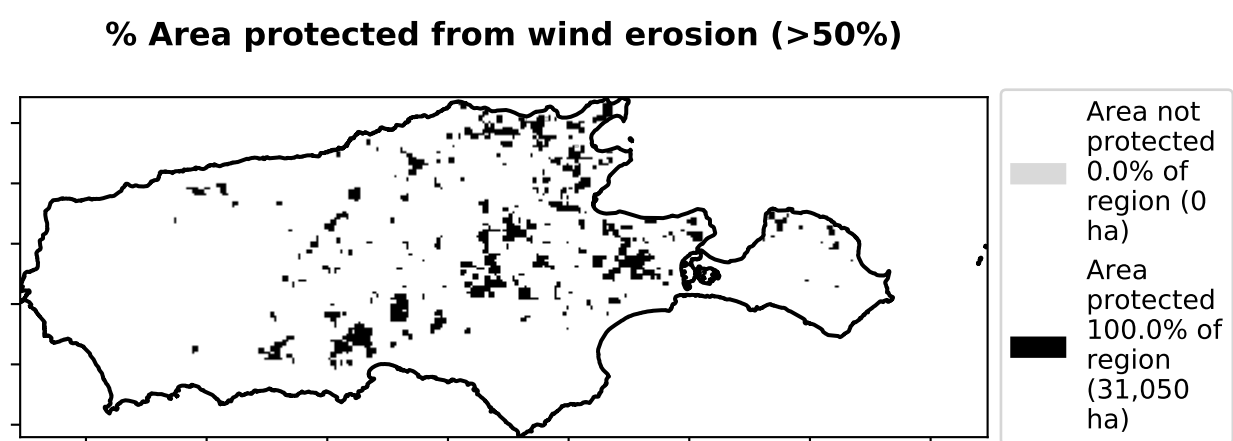 % Area protected from wind erosion (>50%)
Area not
protected
0.0% of
region (0
ha)
Area
protected
100.0% of
region
(31,050
ha)